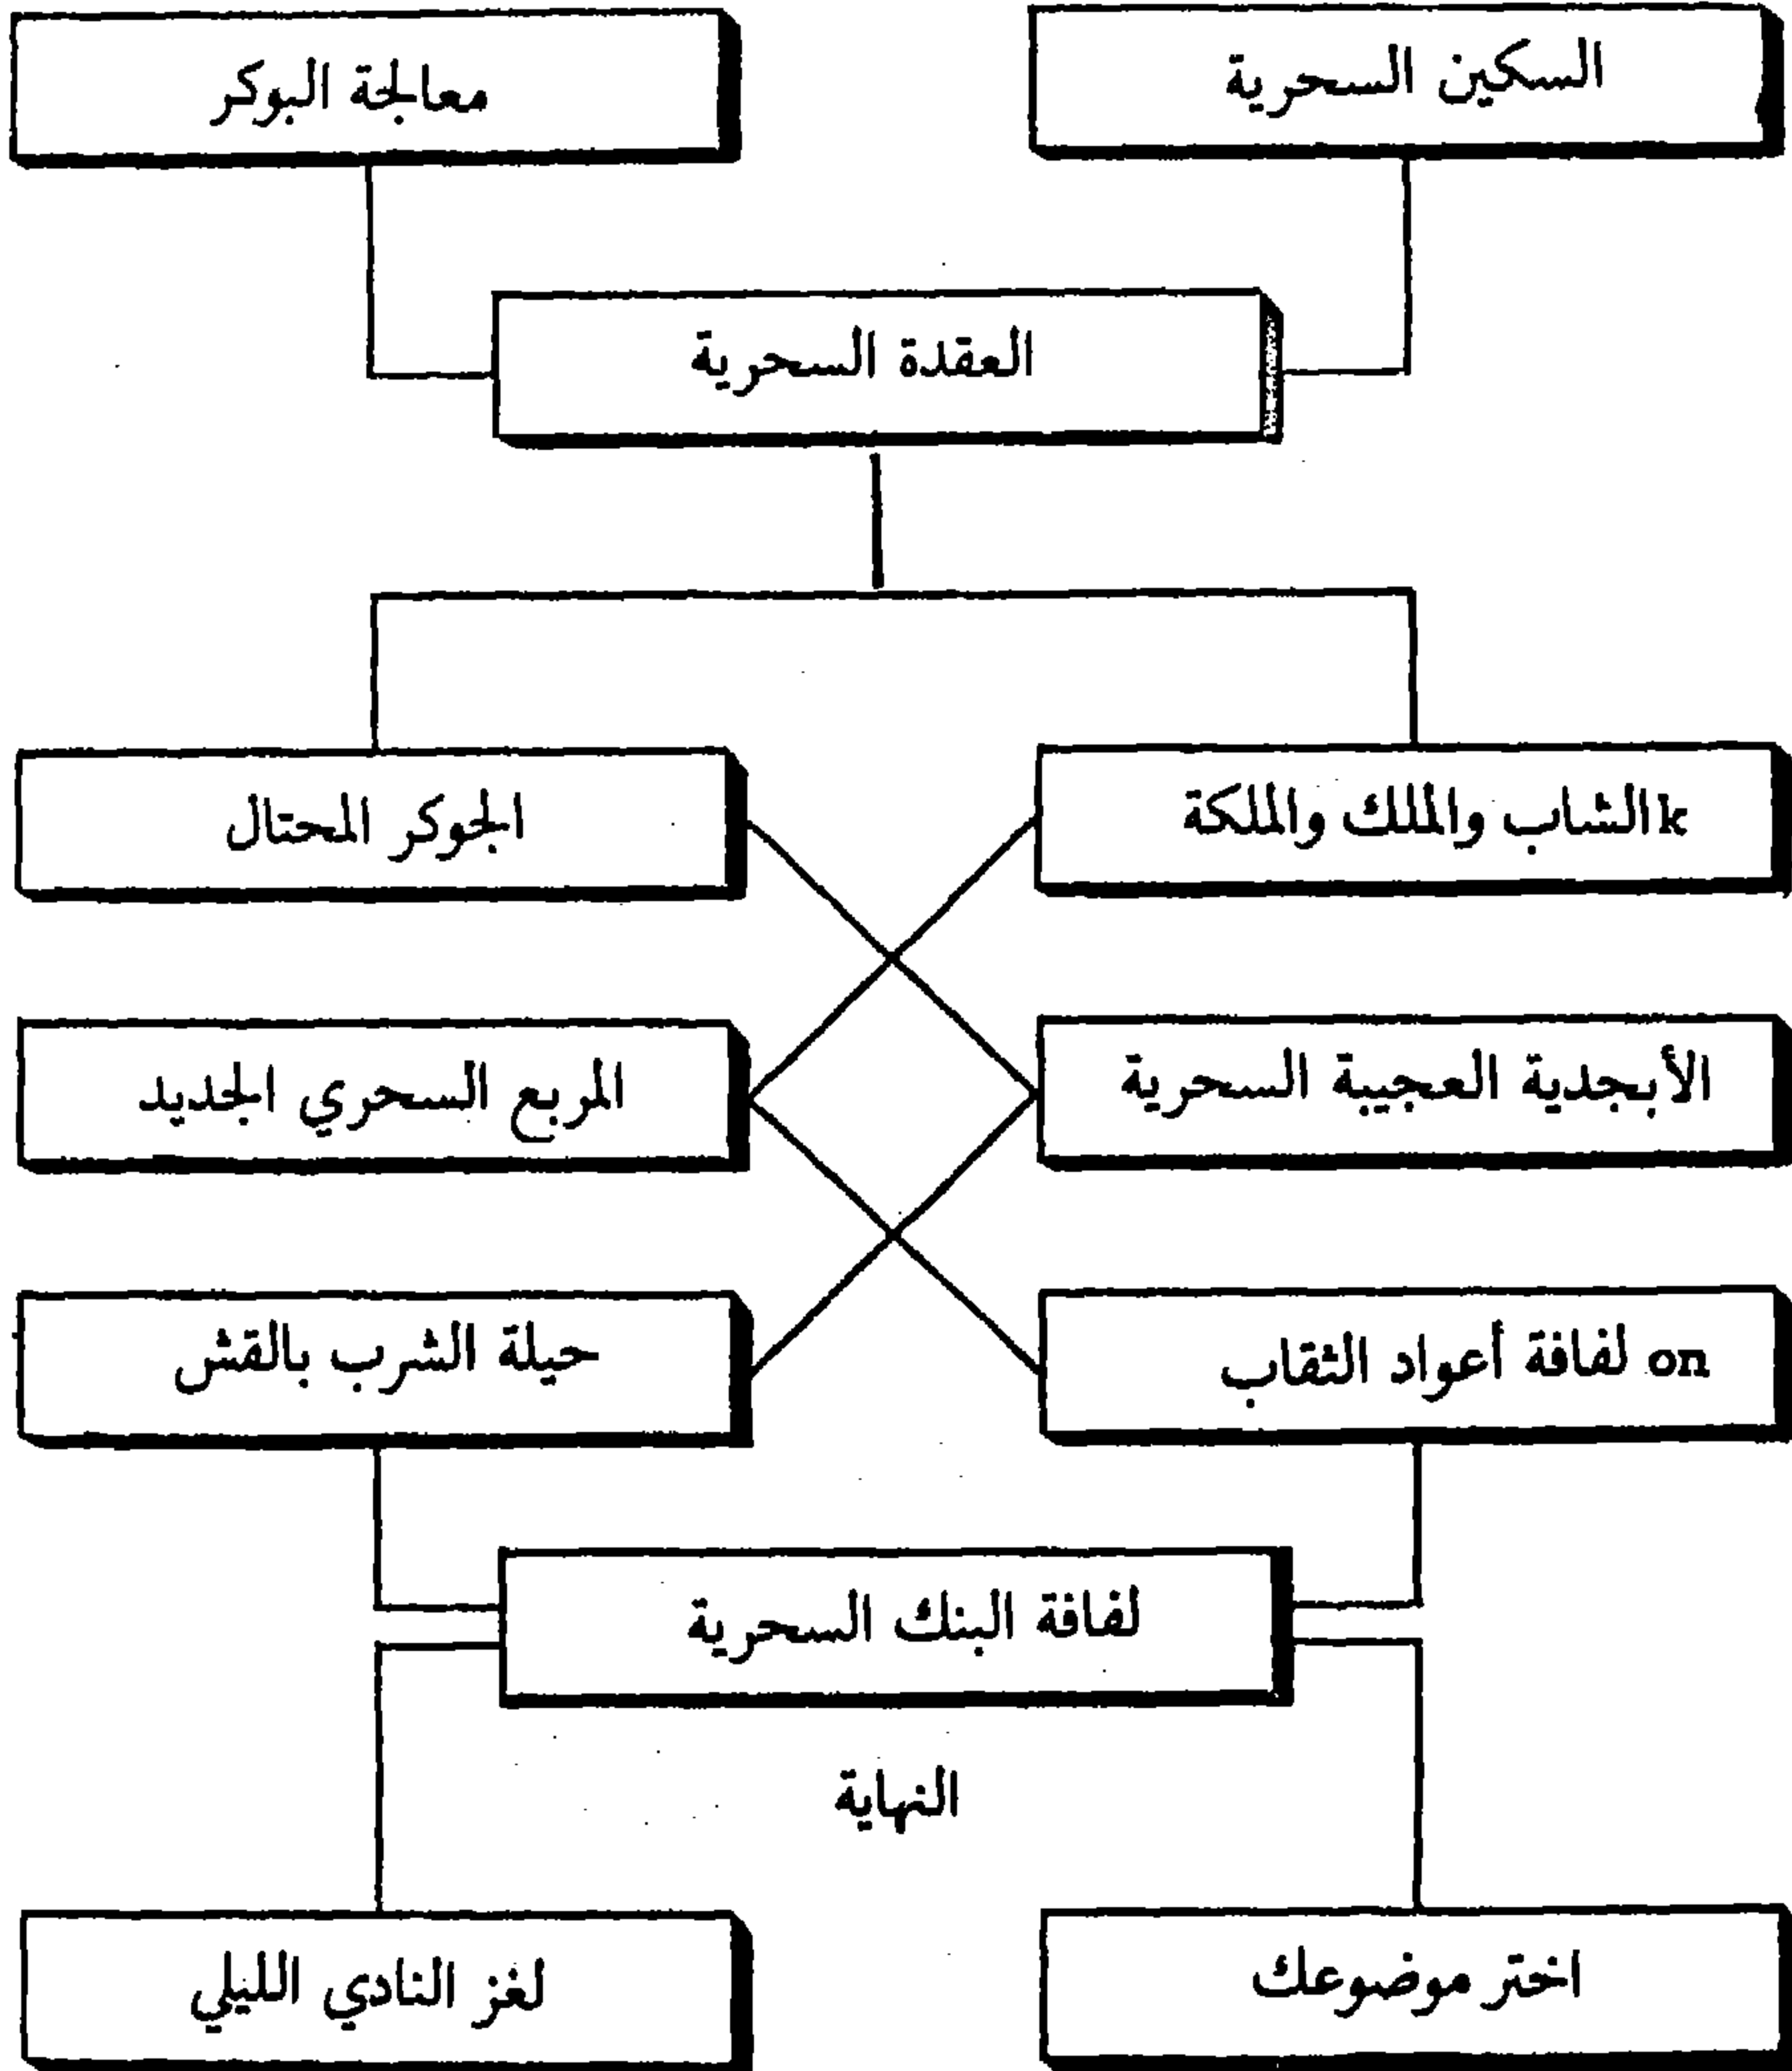 السكين السحرية
معالجة البوكر
العقدة السحرية
kالشاب والملك والملكة
الجوكر المحتال
الأبجدية العجيبة السحرية
المربع السحري الجديد
on لفافة أعواد الثقاب
حيلة الشرب بالقش
لفافة البنك السحرية
النهاية
اختر موضوعك
لغز النادي الليلي